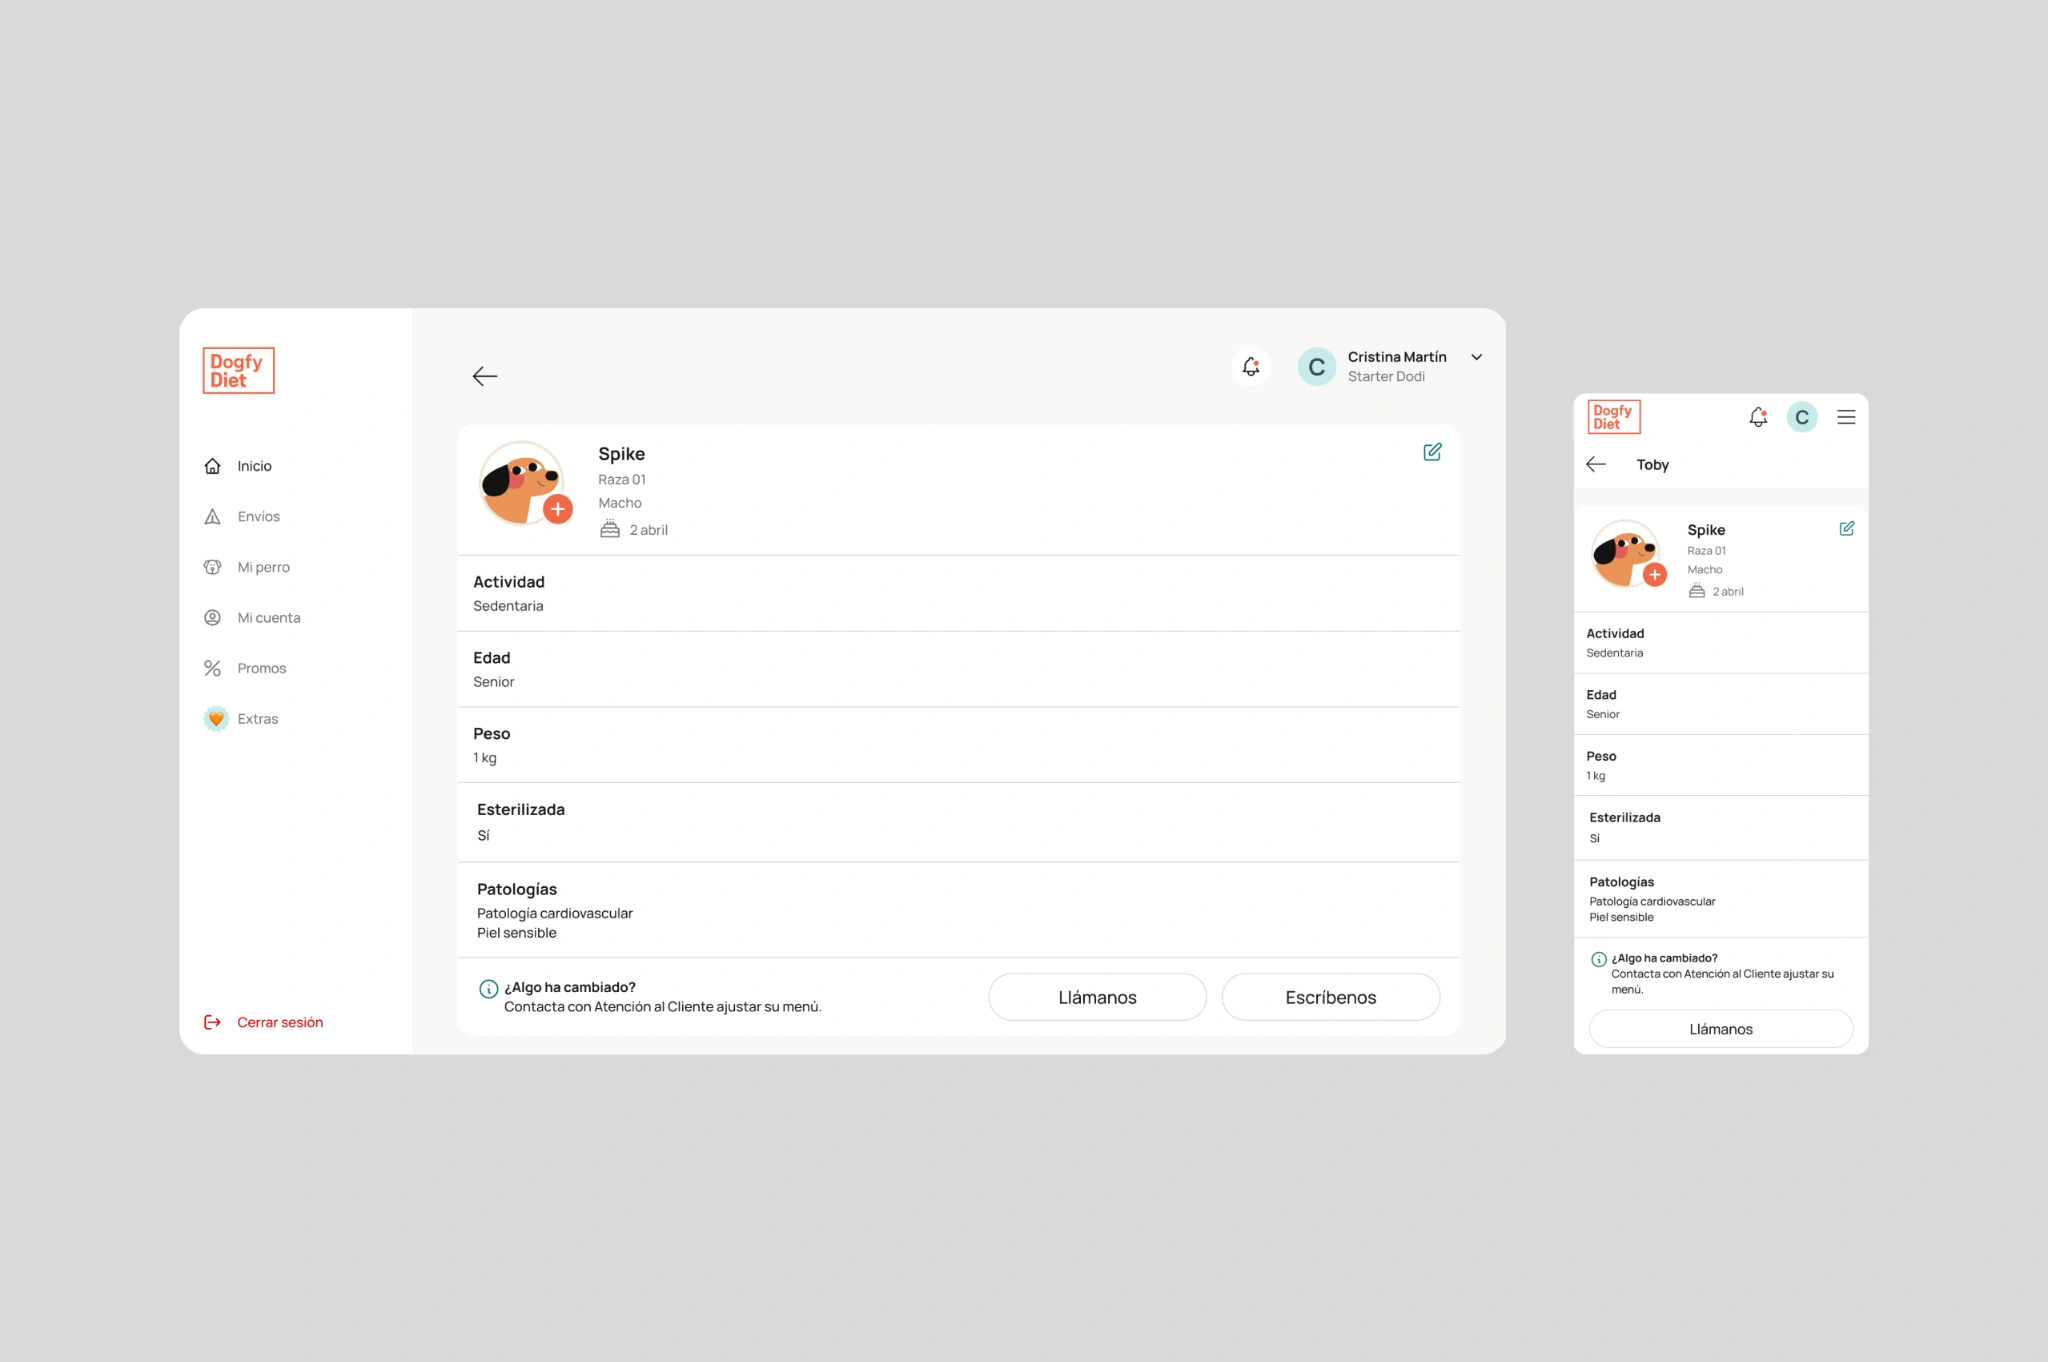 Dogfy
Diet
Inicio
Envíos
Mi perro
Mi cuenta
Promos
Extras
Cerrar sesión
C
Cristina Martín
Starter Dodi
Spike
Raza 01
Macho
2 abril
Actividad
Sedentaria
Edad
Senior
Peso
1 kg
Esterilizada
Sí
Patologías
Patología cardiovascular
Piel sensible
¿Algo ha cambiado?
Contacta con Atención al Cliente ajustar su menú.
Llámanos
Escríbenos
Dogfy
Diet
C
Toby
Spike
Raza 01
Macho
2 abril
Actividad
Sedentaria
Edad
Senior
Peso
1 kg
Esterilizada
Sí
Patologías
Patología cardiovascular
Piel sensible
¿Algo ha cambiado?
Contacta con Atención al Cliente ajustar su
menú.
Llámanos